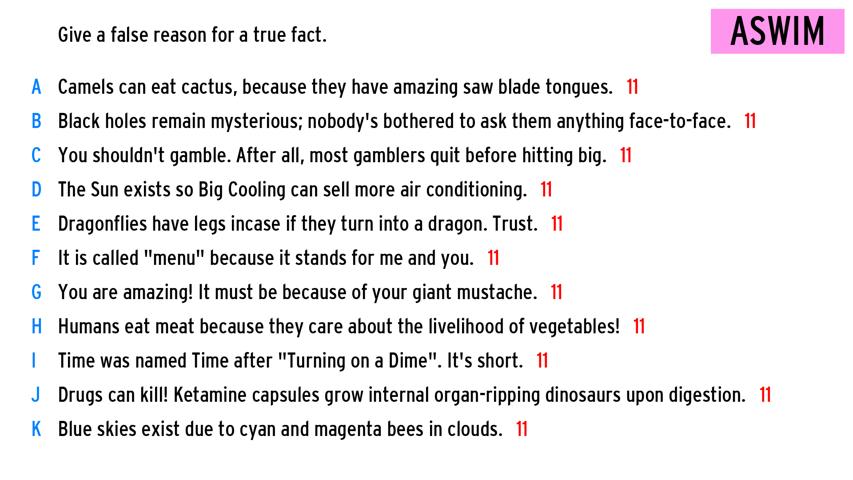 Give a false reason for a true fact.
ASWIM
A Camels can eat cactus, because they have amazing saw blade tongues. 11
B Black holes remain mysterious; nobody's bothered to ask them anything face-to-face. 11
C You shouldn't gamble. After all, most gamblers quit before hitting big. 11
D The Sun exists so Big Cooling can sell more air conditioning. 11
E Dragonflies have legs incase if they turn into a dragon. Trust. 11
F It is called "menu" because it stands for me and you. 11
G You are amazing! It must be because of your giant mustache. 11
H Humans eat meat because they care about the livelihood of vegetables! 11
I Time was named Time after "Turning on a Dime". It's short. 11
J Drugs can kill! Ketamine capsules grow internal organ-ripping dinosaurs upon digestion. 11
K Blue skies exist due to cyan and magenta bees in clouds. 11